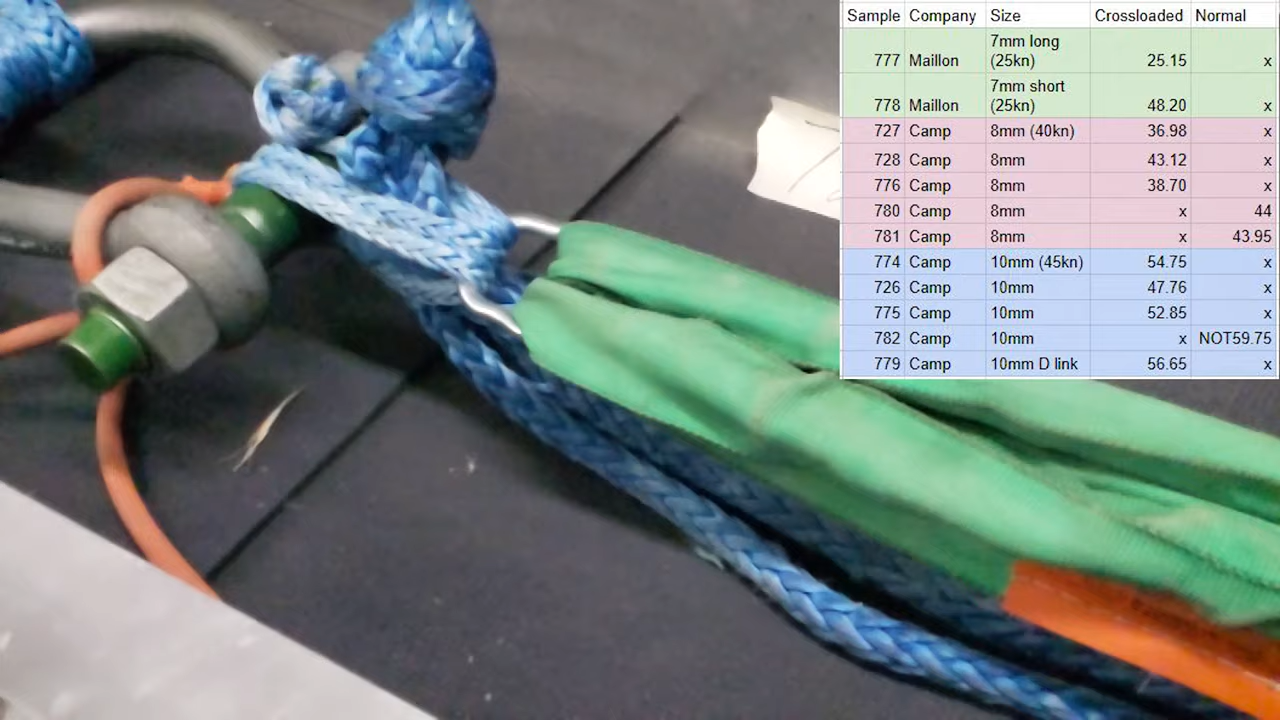 Sample Company Size Crossloaded Normal
7mm long
777 Maillon (25kn) 25.15 x
7mm short
778 Maillon (25kn) 48.20 x
727 Camp 8mm (40kn) 36.98 x
728 Camp 8mm 43.12 x
776 Camp 8mm 38.70 x
780 Camp 8mm x 44
781 Camp 8mm x 43.95
774 Camp 10mm (45kn) 54.75 x
726 Camp 10mm 47.76 x
775 Camp 10mm 52.85 x
782 Camp 10mm x NOT59.75
779 Camp 10mm D link 56.65 x